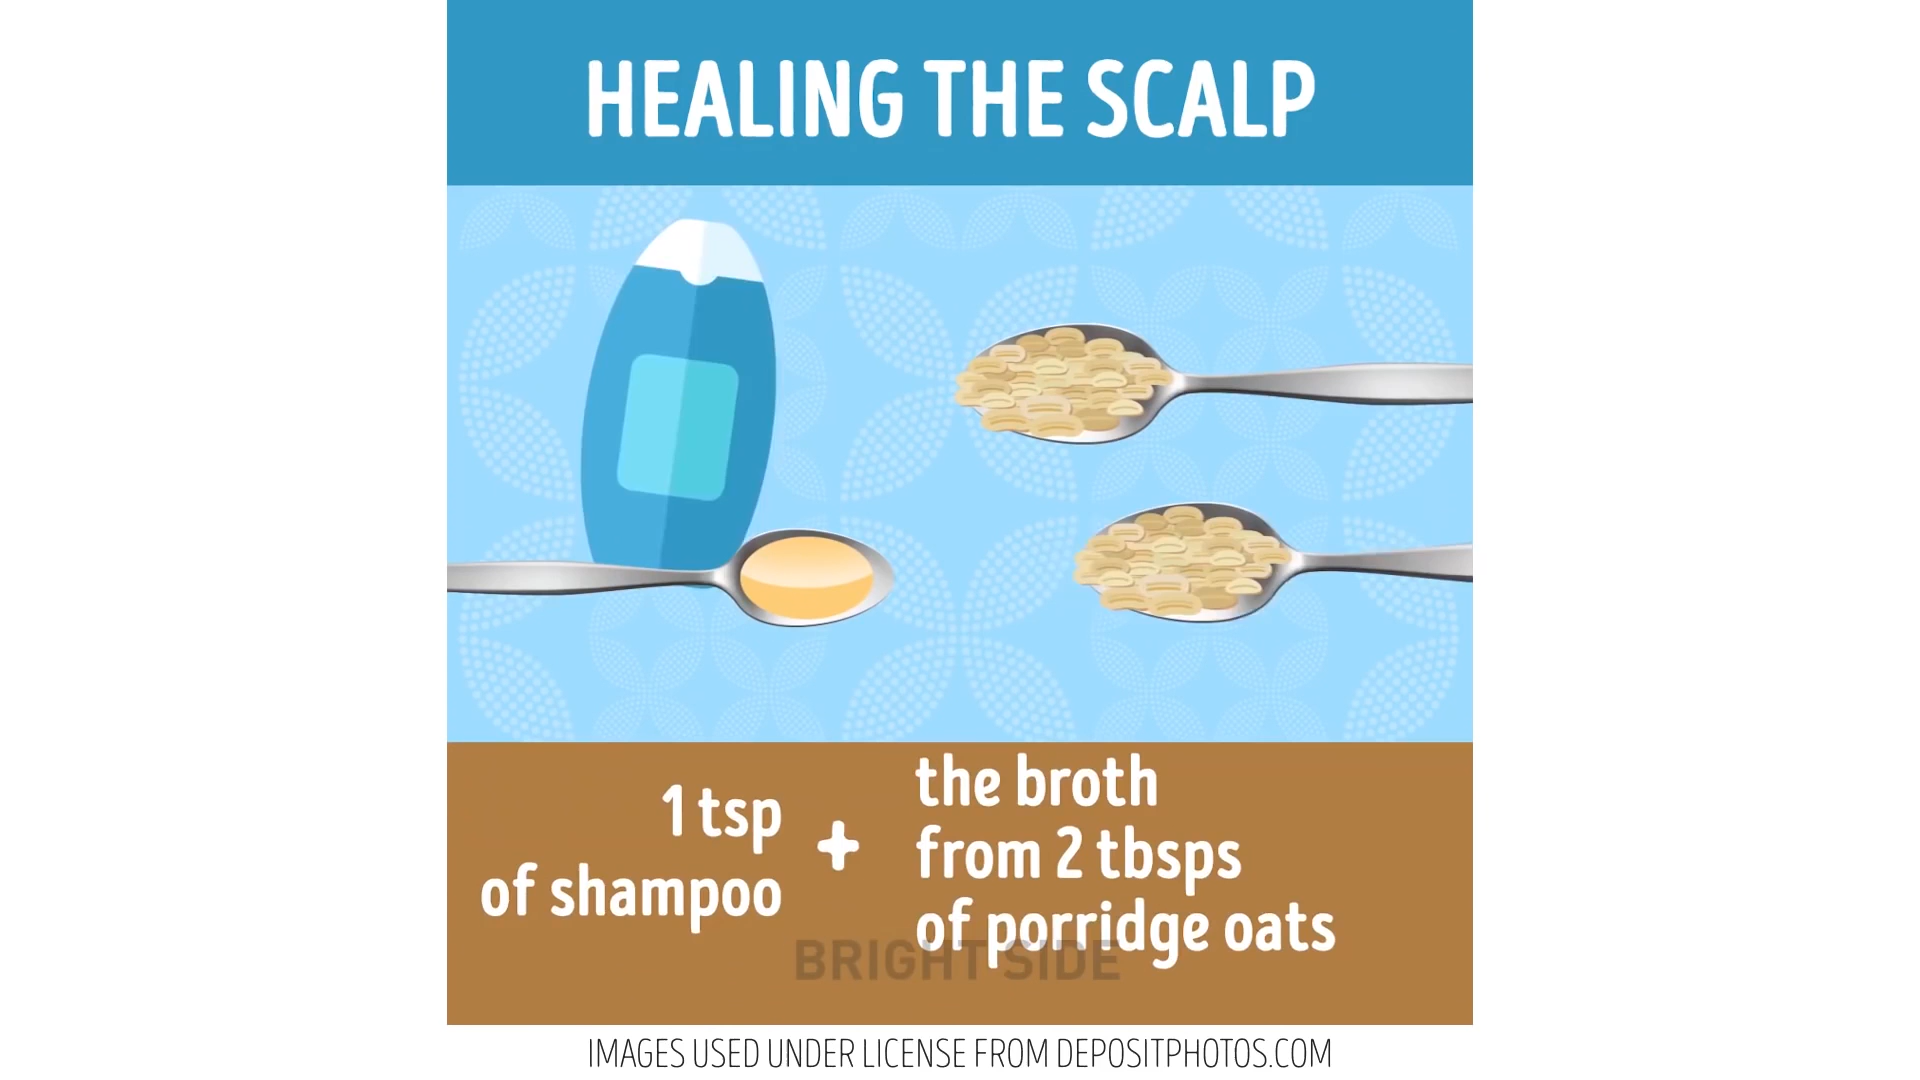 HEALING THE SCALP
1 tsp
of shampoo
+
the broth
from 2 tbsps
of porridge oats
BRIGHT SIDE
IMAGES USED UNDER LICENSE FROM DEPOSITPHOTOS.COM